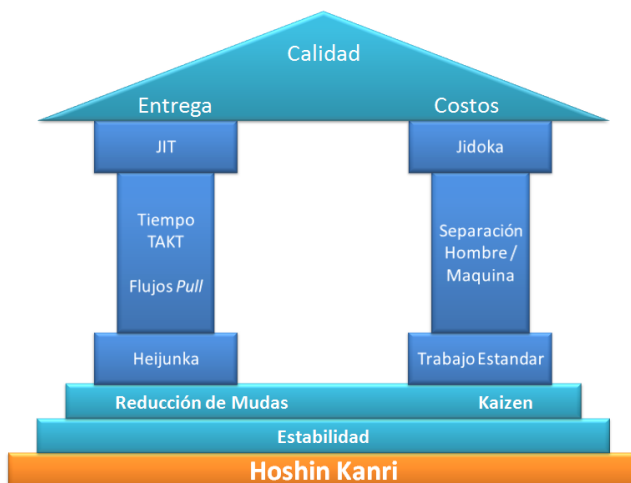 Calidad
Entrega
Costos
JIT
Jidoka
Tiempo
TAKT
Flujos Pull
Separación
Hombre /
Maquina
Heijunka
Trabajo Estandar
Reducción de Mudas
Kaizen
Estabilidad
Hoshin Kanri